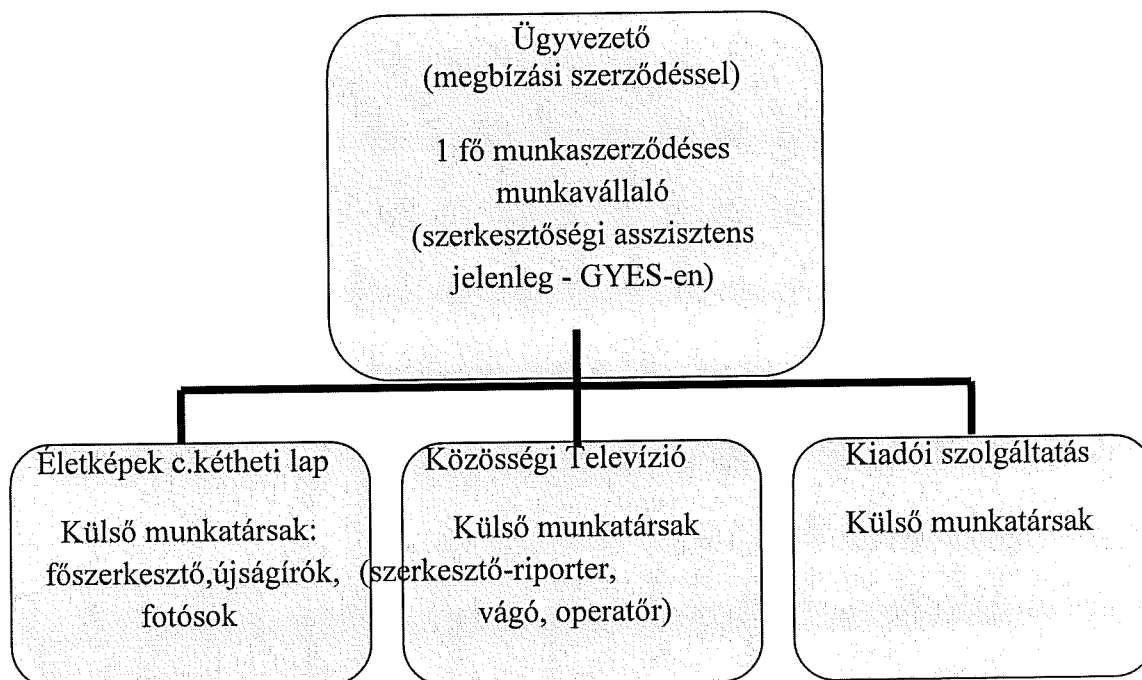 Ügyvezető
(megbízási szerződéssel)
1 fő munkaszerződéses
munkavállaló
(szerkesztőségi asszisztens
jelenleg - GYES-en)
Életképek c.kétheti lap
Külső munkatársak:
főszerkesztő,újságírók,
fotósok
Közösségi Televízió
Külső munkatársak
(szerkesztő-riporter,
vágó, operatőr)
Kiadói szolgáltatás
Külső munkatársak